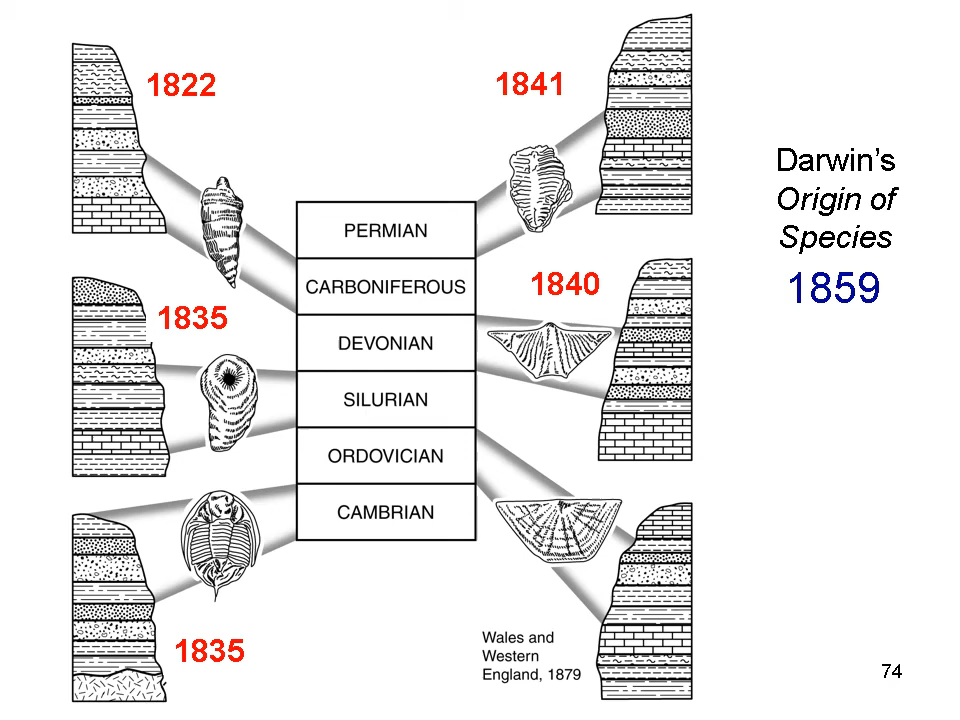 1822
1841
Darwin's
Origin of
Species
1859
PERMIAN
CARBONIFEROUS
1840
1835
DEVONIAN
SILURIAN
ORDOVICIAN
CAMBRIAN
1835
Wales and
Western
England, 1879
74